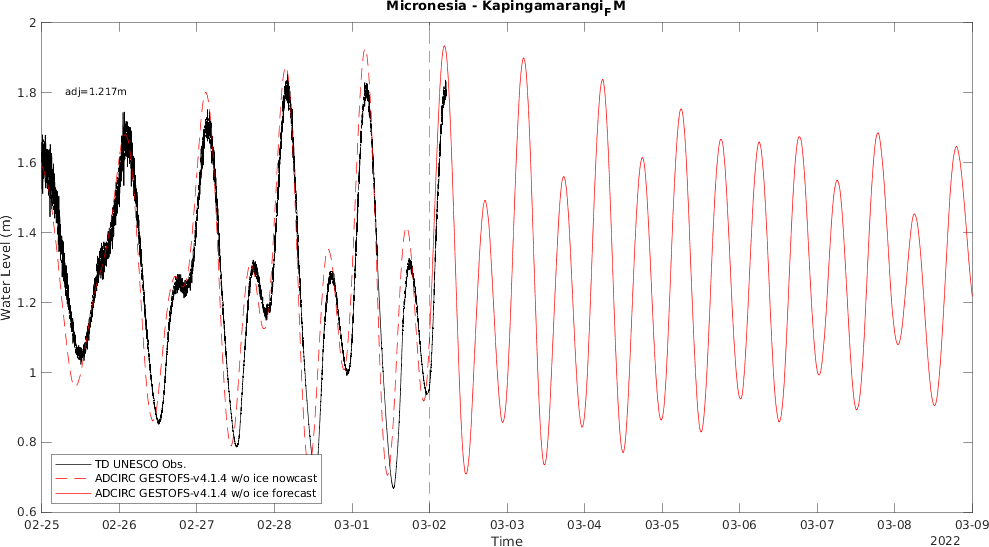 Micronesia - Kapingamarangi_FM
2
1.8
1.6
1.4
1.2
1
0.8
0.6
Water Level (m)
adj=1.217m
TD UNESCO Obs.
ADCIRC GESTOFS-v4.1.4 w/o ice nowcast
ADCIRC GESTOFS-v4.1.4 w/o ice forecast
02-25 02-26 02-27 02-28 03-01 03-02 03-03 03-04 03-05 03-06 03-07 03-08 03-09
Time
2022